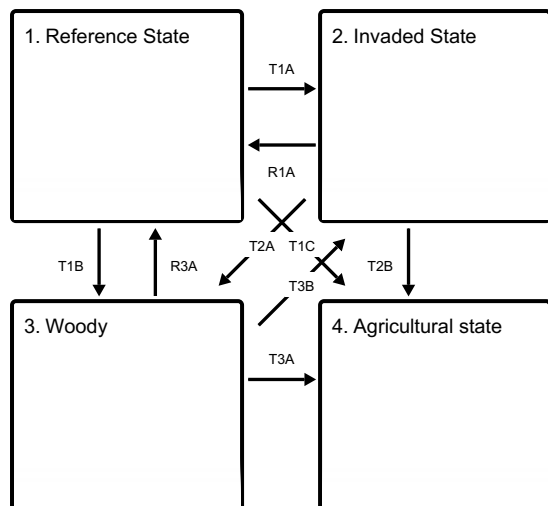 1. Reference State
2. Invaded State
T1A
R1A
T2A
T1C
T1B
R3A
T3B
T2B
3. Woody
4. Agricultural state
T3A